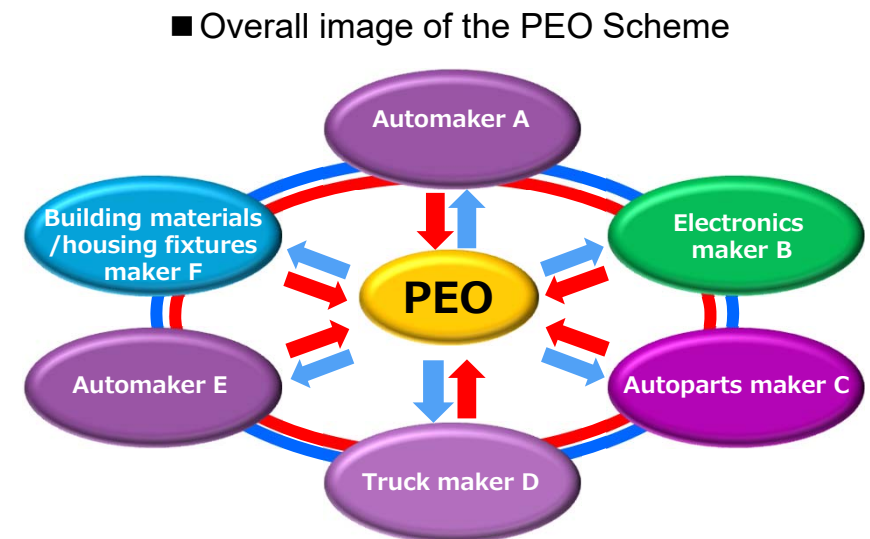 ■ Overall image of the PEO Scheme
Automaker A
Building materials
/housing fixtures
maker F
Electronics
maker B
PEO
Automaker E
Autoparts maker C
Truck maker D